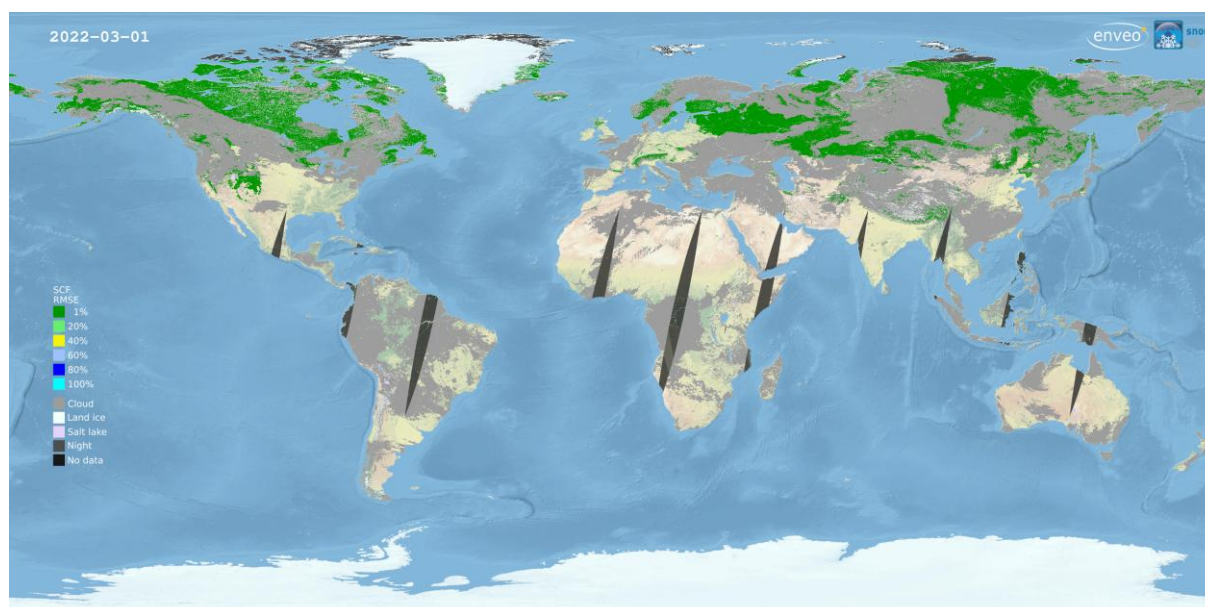 2022-03-01
enveo
snow
SCF
RMSE
1%
20%
40%
60%
80%
100%
Cloud
Land ice
Salt lake
Night
No data